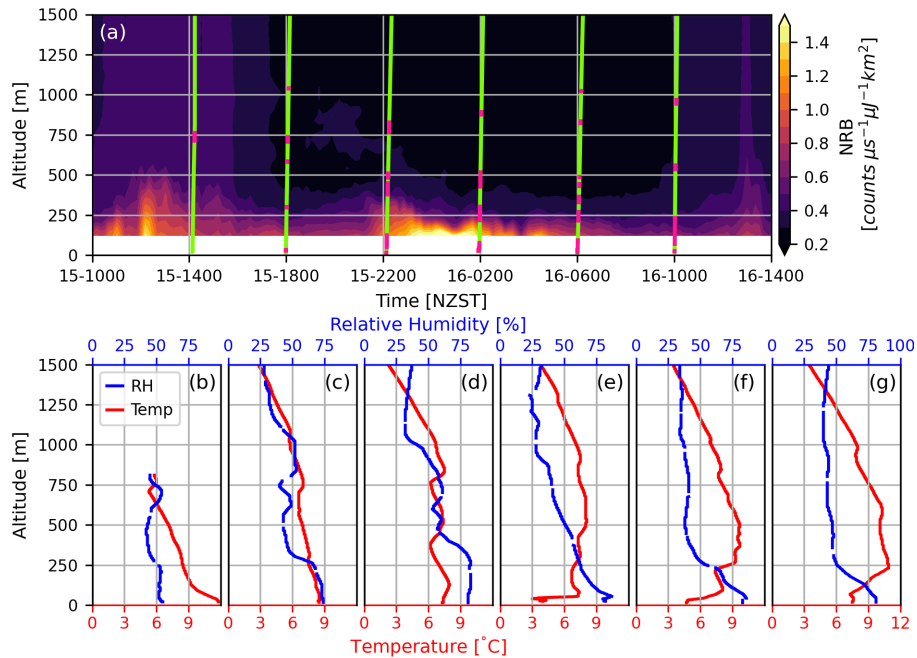 1500
1250
1000
750
500
250
0
Altitude [m]
(a)
15-1000 15-1400 15-1800 15-2200 16-0200 16-0600 16-1000 16-1400
Time [NZST]
1.4
1.2
1.0
0.8
0.6
0.4
0.2
NRB
[counts μs⁻¹μJ⁻¹km²]
Relative Humidity [%]
0 25 50 75 0 25 50 75 0 25 50 75 0 25 50 75 0 25 50 75 0 25 50 75 100
1500
1250
1000
750
500
250
0
Altitude [m]
RH
Temp
(b) (c) (d) (e) (f) (g)
0 3 6 9 0 3 6 9 0 3 6 9 0 3 6 9 0 3 6 9 0 3 6 9 12
Temperature [˚C]